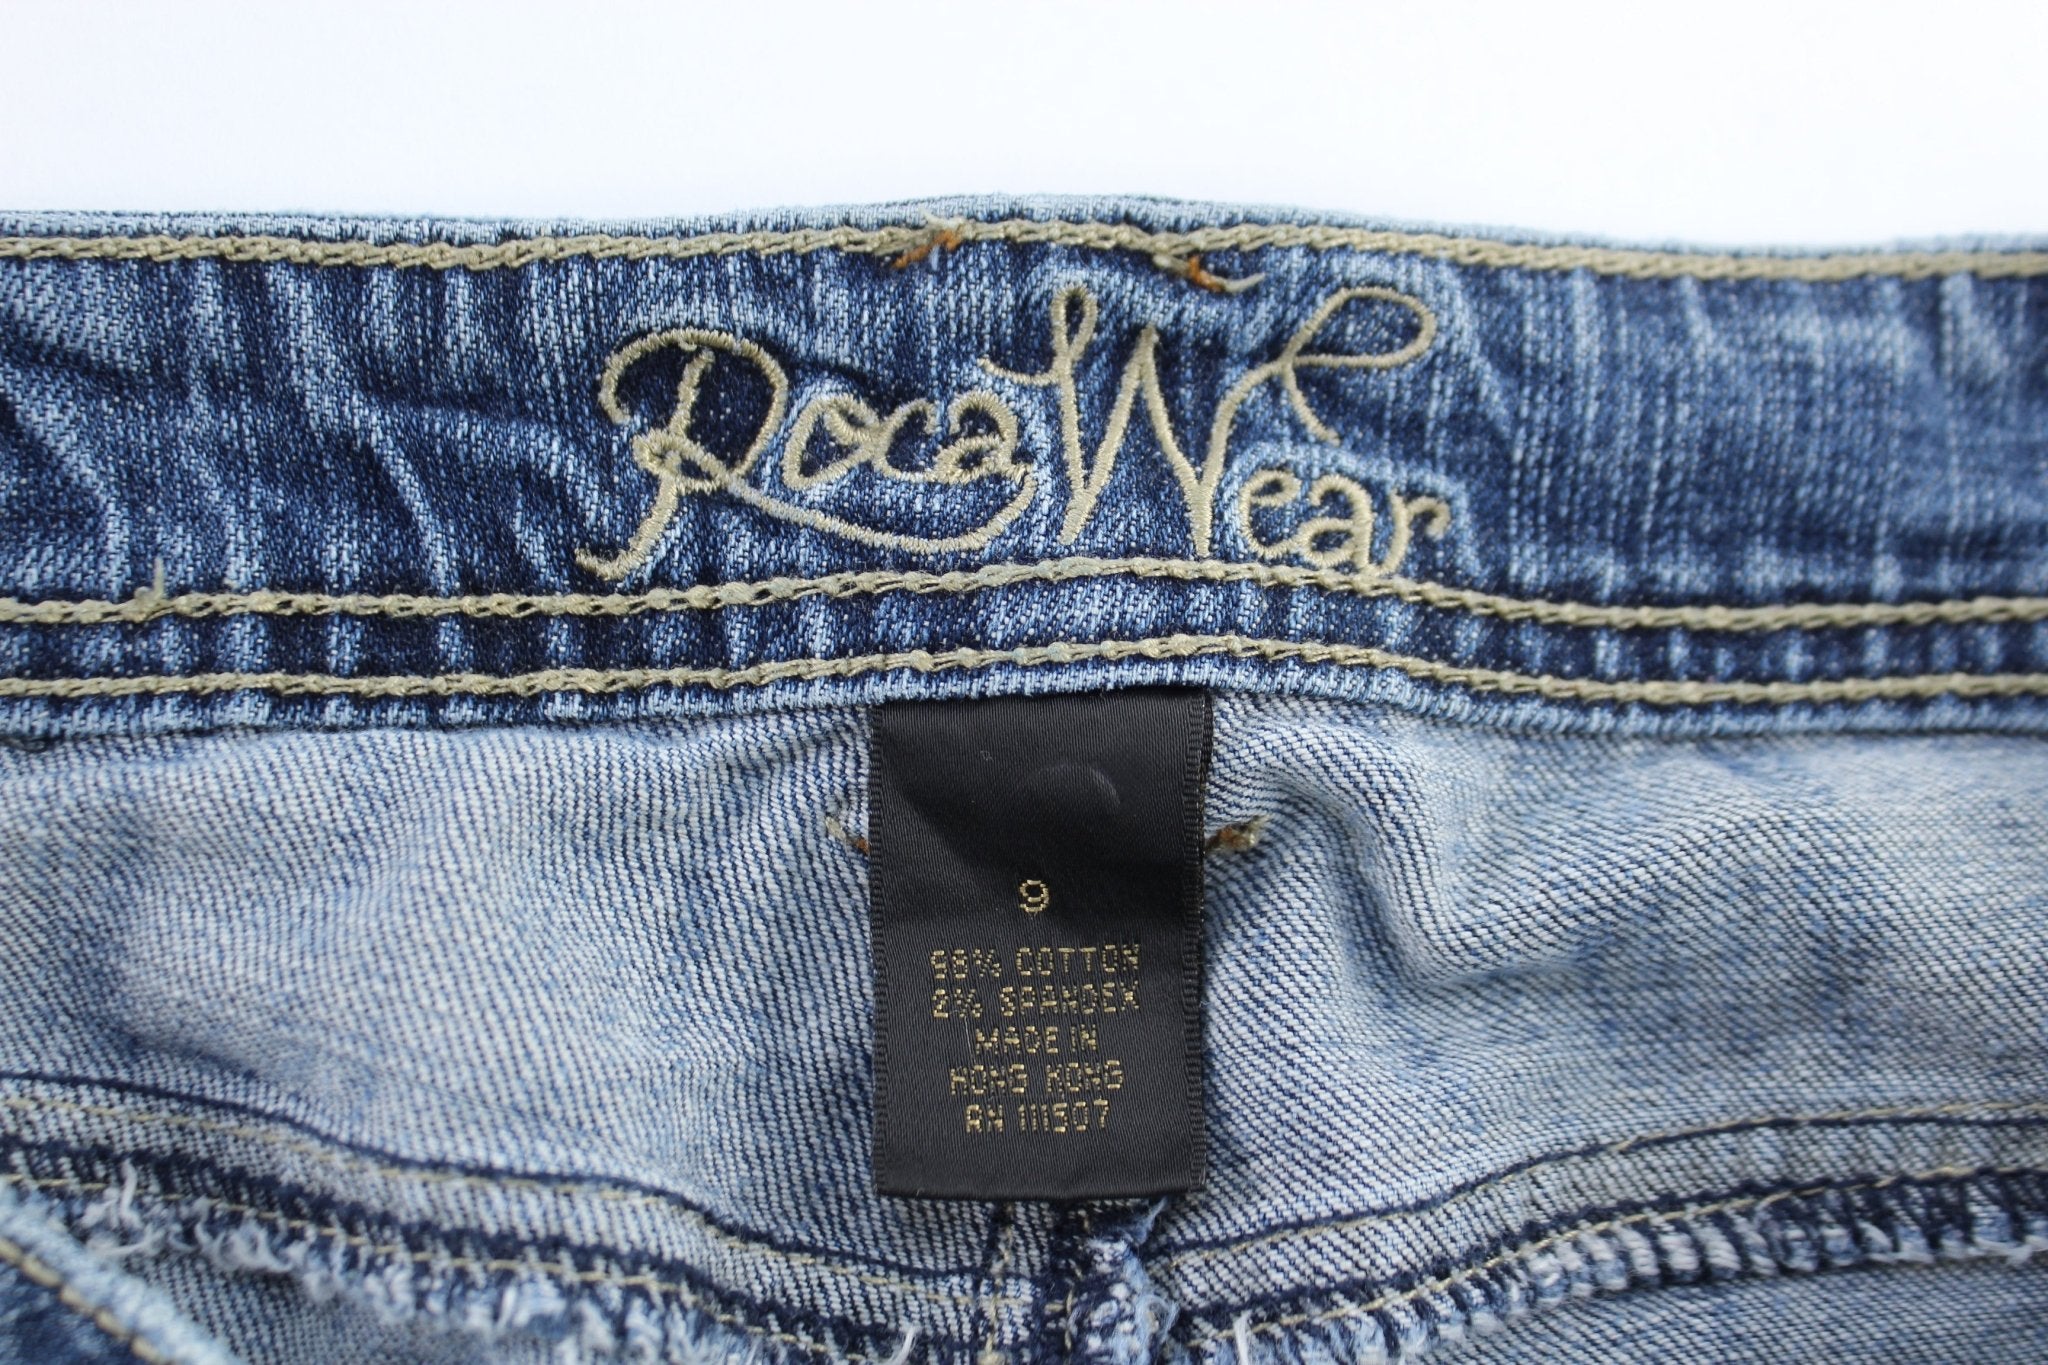 RocaWear
9
98% COTTON
2% SPANDEX
MADE IN
HONG KONG
RN 111507